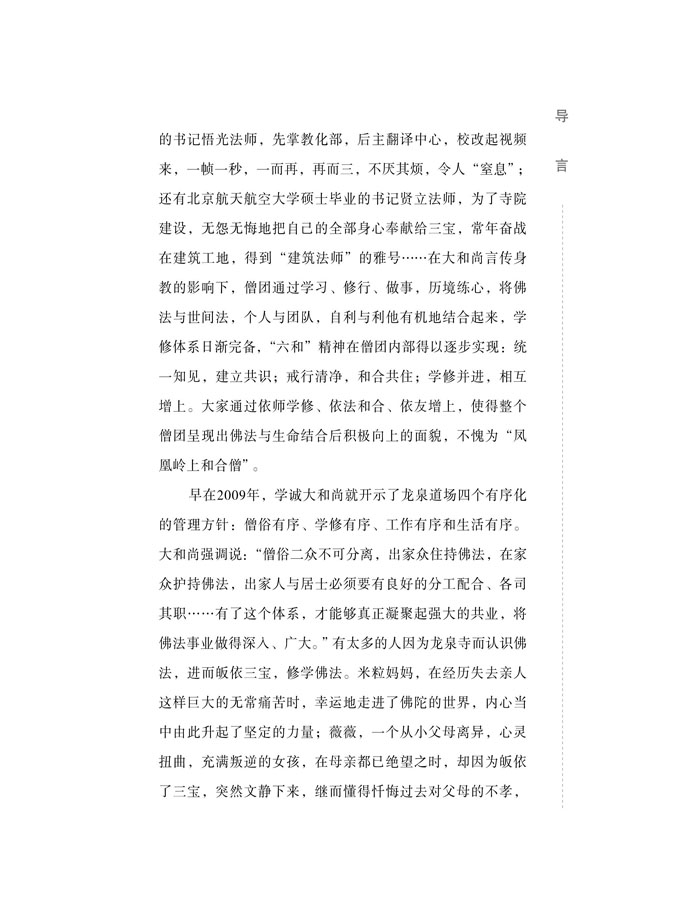 导言
的书记悟光法师，先掌教化部，后主翻译中心，校改起视频
来，一帧一秒，一而再，再而三，不厌其烦，令人“窒息”；
还有北京航天航空大学硕士毕业的书记贤立法师，为了寺院
建设，无怨无悔地把自己的全部身心奉献给三宝，常年奋战
在建筑工地，得到“建筑法师”的雅号……在大和尚言传身
教的影响下，僧团通过学习、修行、做事，历境练心，将佛
法与世间法，个人与团队，自利与利他有机地结合起来，学
修体系日渐完备，“六和”精神在僧团内部得以逐步实现：统
一知见，建立共识；戒行清净，和合共住；学修并进，相互
增上。大家通过依师学修、依法和合、依友增上，使得整个
僧团呈现出佛法与生命结合后积极向上的面貌，不愧为“凤
凰岭上和合僧”。
早在2009年，学诚大和尚就开示了龙泉道场四个有序化
的管理方针：僧俗有序、学修有序、工作有序和生活有序。
大和尚强调说：“僧俗二众不可分离，出家众住持佛法，在家
众护持佛法，出家人与居士必须要有良好的分工配合、各司
其职……有了这个体系，才能够真正凝聚起强大的共业，将
佛法事业做得深入、广大。”有太多的人因为龙泉寺而认识佛
法，进而皈依三宝，修学佛法。米粒妈妈，在经历失去亲人
这样巨大的无常痛苦时，幸运地走进了佛陀的世界，内心当
中由此升起了坚定的力量；薇薇，一个从小父母离异，心灵
扭曲，充满叛逆的女孩，在母亲都已绝望之时，却因为皈依
了三宝，突然文静下来，继而懂得忏悔过去对父母的不孝，